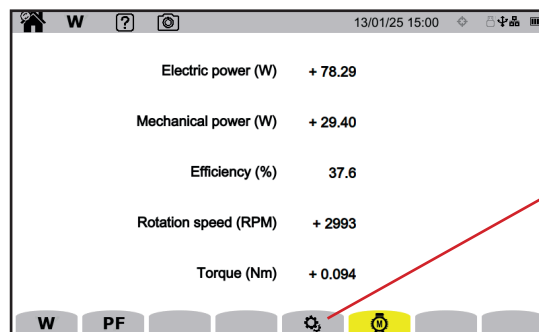 W ? 13/01/25 15:00
Electric power (W) + 78.29
Mechanical power (W) + 29.40
Efficiency (%) 37.6
Rotation speed (RPM) + 2993
Torque (Nm) + 0.094
W PF M